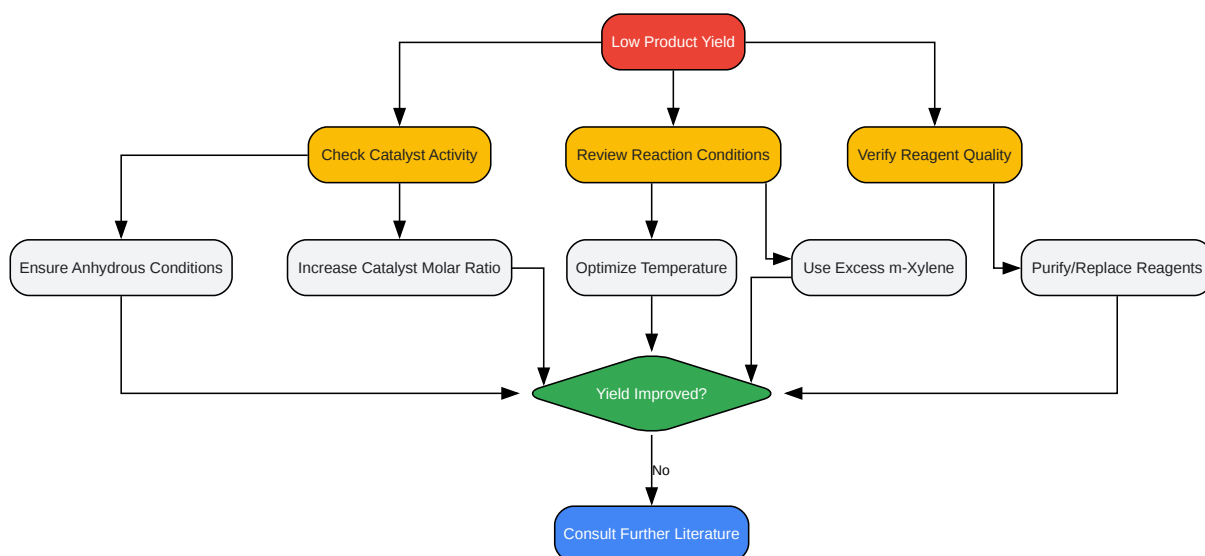 Low Product Yield
Check Catalyst Activity
Review Reaction Conditions
Verify Reagent Quality
Ensure Anhydrous Conditions
Increase Catalyst Molar Ratio
Optimize Temperature
Use Excess m-Xylene
Purify/Replace Reagents
Yield Improved?
No
Consult Further Literature